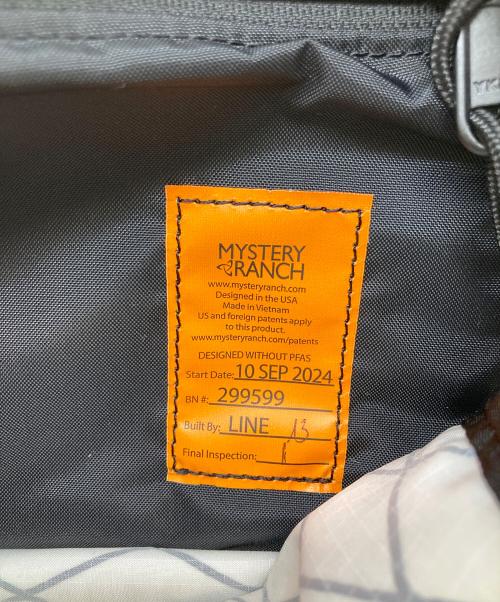 YKK
MYSTERY
RANCH
www.mysteryranch.com
Designed in the USA
Made in Vietnam
US and foreign patents apply
to this product.
www.mysteryranch.com/patents
DESIGNED WITHOUT PFAS
Start Date: 10 SEP 2024
BN #: 299599
Built By: LINE 13
Final Inspection: